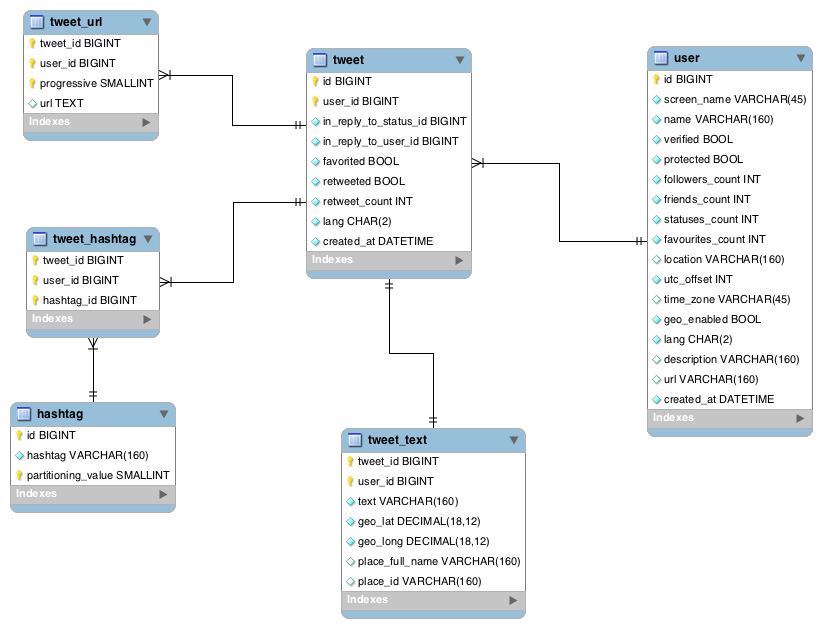 tweet_url
tweet_id BIGINT
user_id BIGINT
progressive SMALLINT
url TEXT
Indexes
tweet
id BIGINT
user_id BIGINT
in_reply_to_status_id BIGINT
in_reply_to_user_id BIGINT
favorited BOOL
retweeted BOOL
retweet_count INT
lang CHAR(2)
created_at DATETIME
Indexes
user
id BIGINT
screen_name VARCHAR(45)
name VARCHAR(160)
verified BOOL
protected BOOL
followers_count INT
friends_count INT
statuses_count INT
favourites_count INT
location VARCHAR(160)
utc_offset INT
time_zone VARCHAR(45)
geo_enabled BOOL
lang CHAR(2)
description VARCHAR(160)
url VARCHAR(160)
created_at DATETIME
Indexes
tweet_hashtag
tweet_id BIGINT
user_id BIGINT
hashtag_id BIGINT
Indexes
hashtag
id BIGINT
hashtag VARCHAR(160)
partitioning_value SMALLINT
Indexes
tweet_text
tweet_id BIGINT
user_id BIGINT
text VARCHAR(160)
geo_lat DECIMAL(18,12)
geo_long DECIMAL(18,12)
place_full_name VARCHAR(160)
place_id VARCHAR(160)
Indexes